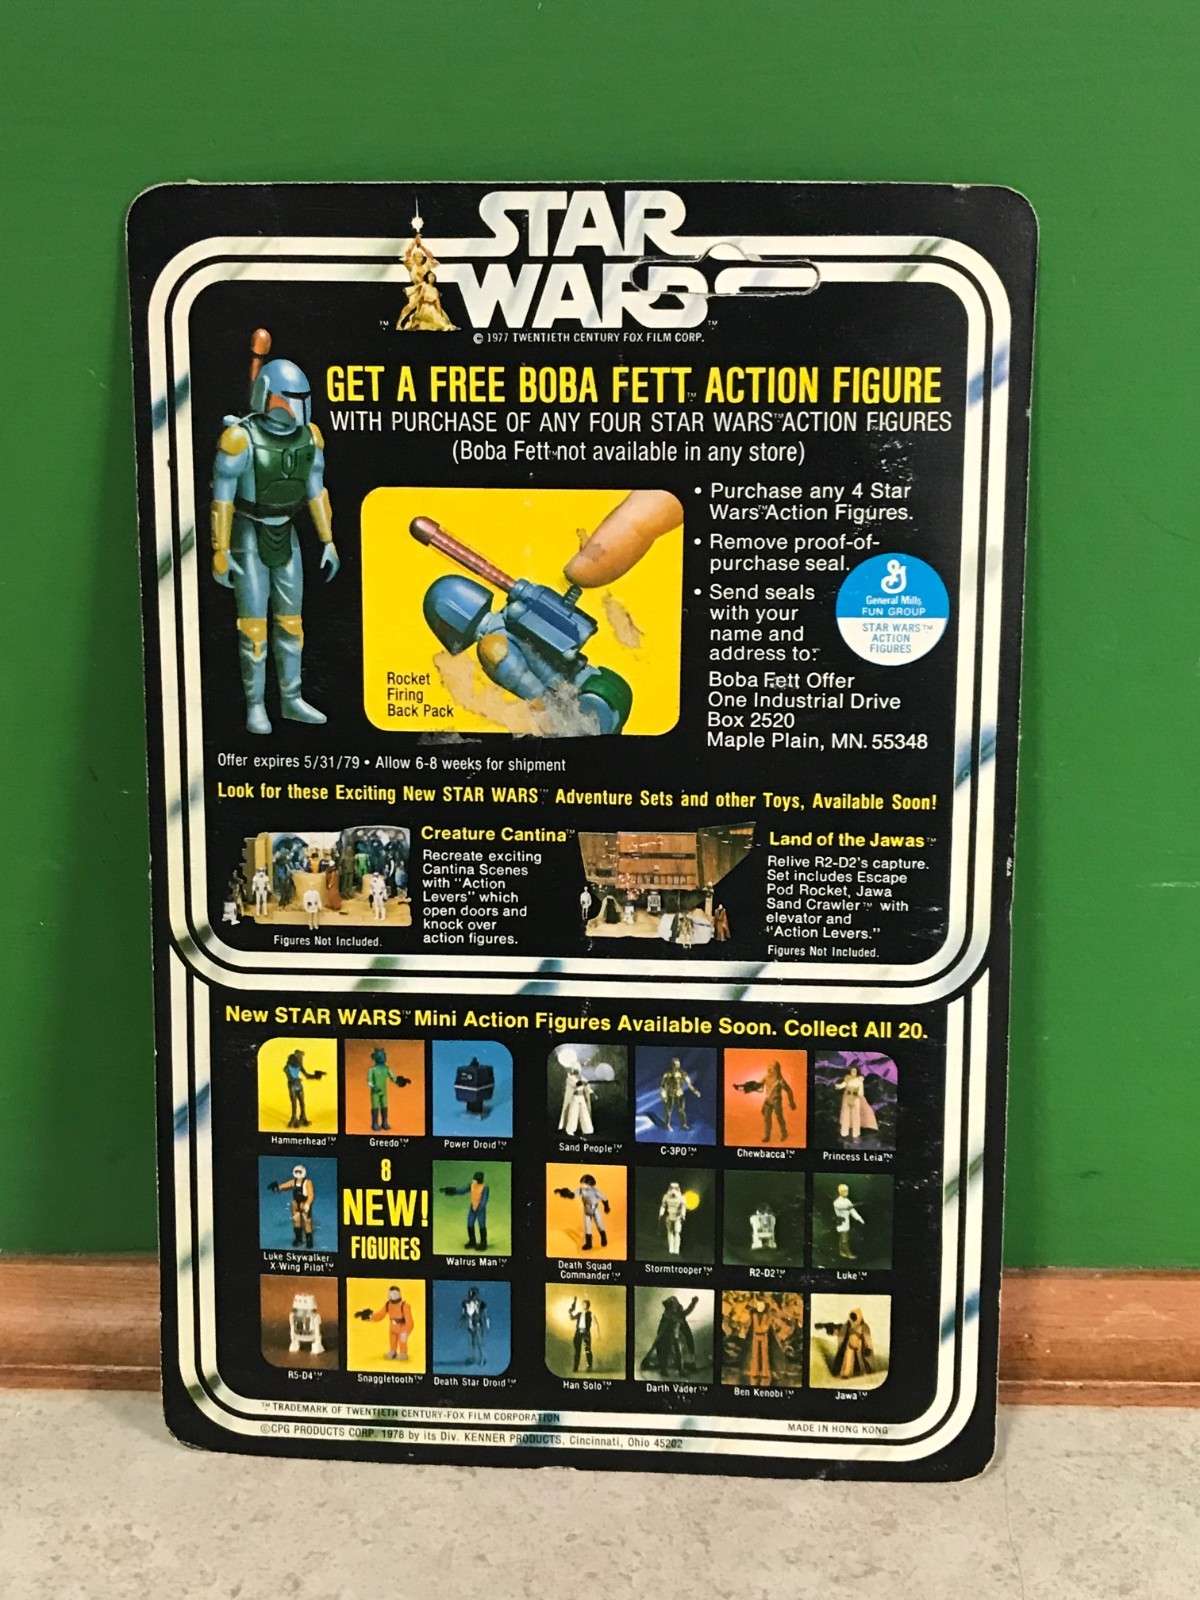 STAR
WARS
™ ™
© 1977 TWENTIETH CENTURY FOX FILM CORP.
GET A FREE BOBA FETT™ ACTION FIGURE
WITH PURCHASE OF ANY FOUR STAR WARS™ ACTION FIGURES
(Boba Fett™ not available in any store)
• Purchase any 4 Star
Wars™ Action Figures.
• Remove proof-of-
purchase seal.
• Send seals
with your
name and
address to:
General Mills
FUN GROUP
STAR WARS™
ACTION
FIGURES
Boba Fett Offer
One Industrial Drive
Box 2520
Maple Plain, MN. 55348
Rocket
Firing
Back Pack
Offer expires 5/31/79 • Allow 6-8 weeks for shipment
Look for these Exciting New STAR WARS™ Adventure Sets and other Toys, Available Soon!
Creature Cantina™
Recreate exciting
Cantina Scenes
with "Action
Levers" which
open doors and
knock over
action figures.
Figures Not Included.
Land of the Jawas™
Relive R2-D2's capture.
Set includes Escape
Pod Rocket, Jawa
Sand Crawler™ with
elevator and
"Action Levers."
Figures Not Included.
New STAR WARS™ Mini Action Figures Available Soon. Collect All 20.
Hammerhead™ Greedo™ Power Droid™ Sand People™ C-3PO™ Chewbacca™ Princess Leia™
8
NEW!
FIGURES
Luke Skywalker:
X-Wing Pilot™
Walrus Man™
Death Squad
Commander™
Stormtrooper™ R2-D2™ Luke™
R5-D4™ Snaggletooth™ Death Star Droid™ Han Solo™ Darth Vader™ Ben Kenobi™ Jawa™
™ TRADEMARK OF TWENTIETH CENTURY-FOX FILM CORPORATION
©CPG PRODUCTS CORP. 1978 by its Div. KENNER PRODUCTS, Cincinnati, Ohio 45202
MADE IN HONG KONG